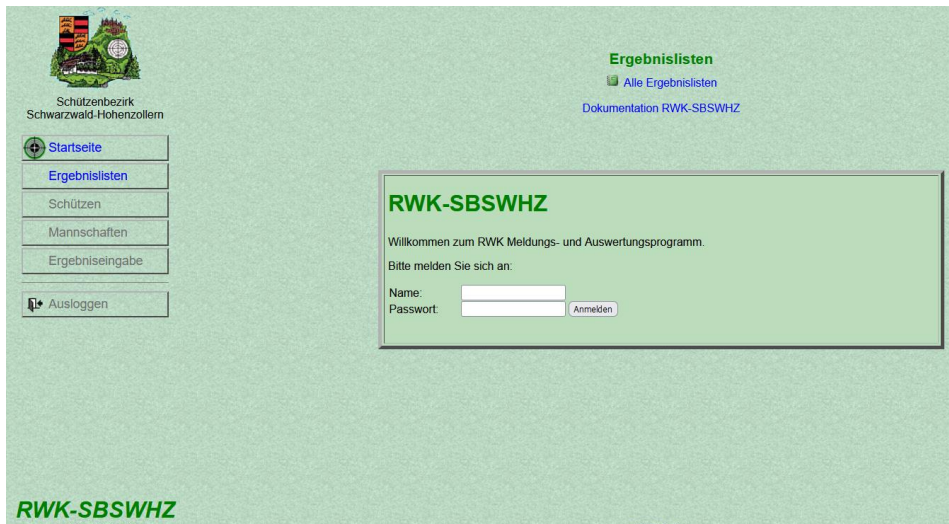 Schützenbezirk
Schwarzwald-Hohenzollern
Startseite
Ergebnislisten
Schützen
Mannschaften
Ergebniseingabe
Ausloggen
Ergebnislisten
Alle Ergebnislisten
Dokumentation RWK-SBSWHZ
RWK-SBSWHZ
Willkommen zum RWK Meldungs- und Auswertungsprogramm.
Bitte melden Sie sich an:
Name:
Passwort: Anmelden
RWK-SBSWHZ